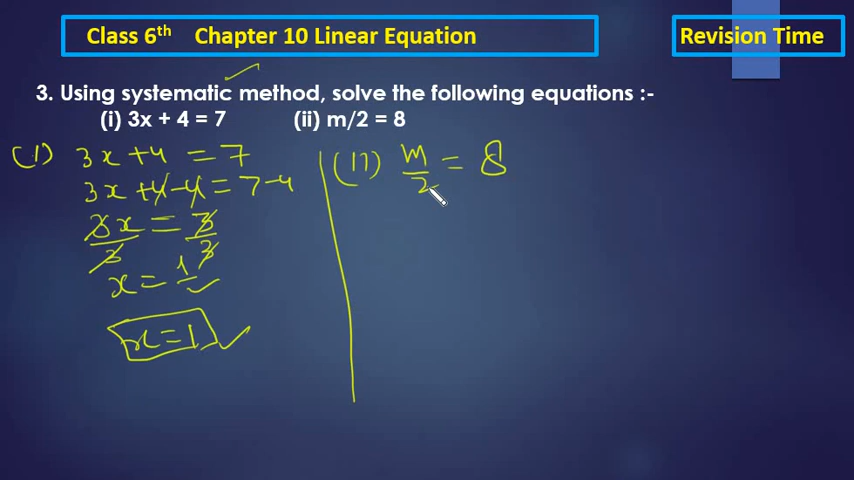 Class 6th Chapter 10 Linear Equation
Revision Time
3. Using systematic method, solve the following equations :-
(i) 3x + 4 = 7 (ii) m/2 = 8
(i) 3x + 4 = 7
3x + 4 - 4 = 7 - 4
3x/3 = 3/3
x = 1
x = 1
(ii) m/2 = 8